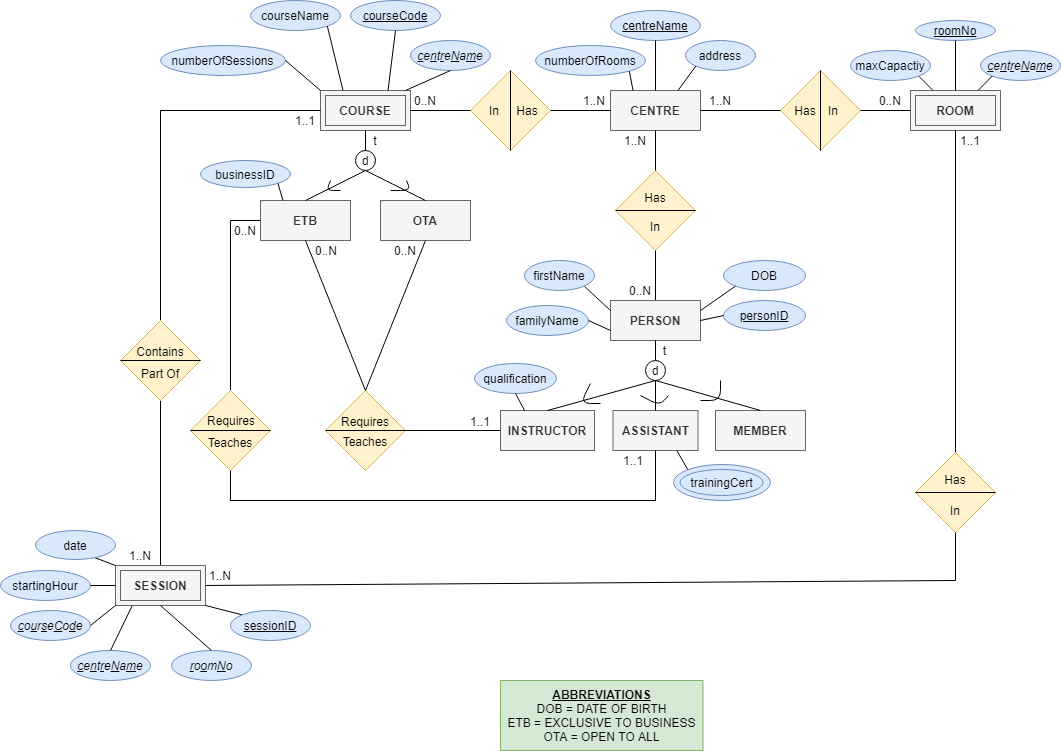 courseName
courseCode
centreName
roomNo
numberOfSessions
centreName
numberOfRooms
address
maxCapactiy
centreName
COURSE
0..N
In
Has
1..N
CENTRE
1..N
Has
In
0..N
ROOM
1..1
t
1..N
1..1
d
businessID
ETB
OTA
Has
In
0..N
0..N
0..N
firstName
DOB
0..N
familyName
PERSON
personID
t
Contains
Part Of
d
qualification
Requires
Teaches
Requires
Teaches
1..1
INSTRUCTOR
ASSISTANT
MEMBER
1..1
trainingCert
Has
In
date
1..N
startingHour
SESSION
1..N
courseCode
sessionID
centreName
roomNo
ABBREVIATIONS
DOB = DATE OF BIRTH
ETB = EXCLUSIVE TO BUSINESS
OTA = OPEN TO ALL